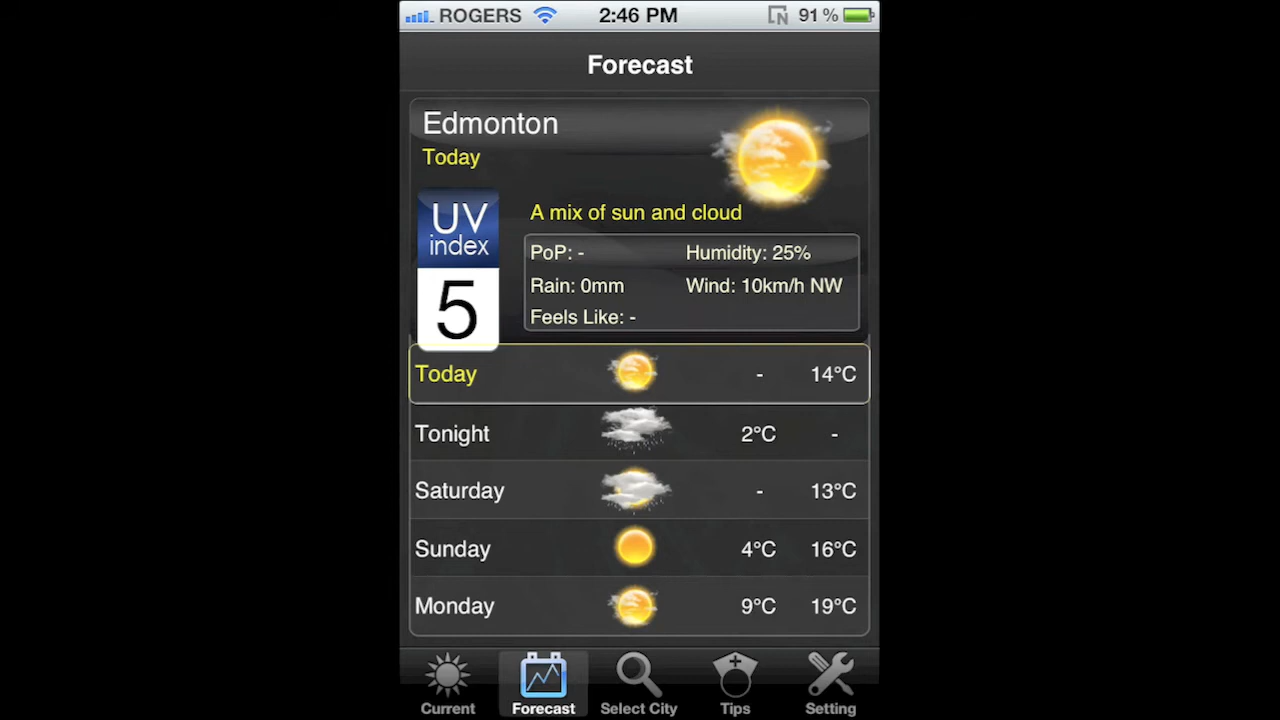 ROGERS 2:46 PM 91 %
Forecast
Edmonton
Today
UV
index
5
A mix of sun and cloud
PoP: - Humidity: 25%
Rain: 0mm Wind: 10km/h NW
Feels Like: -
Today - 14°C
Tonight 2°C -
Saturday - 13°C
Sunday 4°C 16°C
Monday 9°C 19°C
Current Forecast Select City Tips Setting